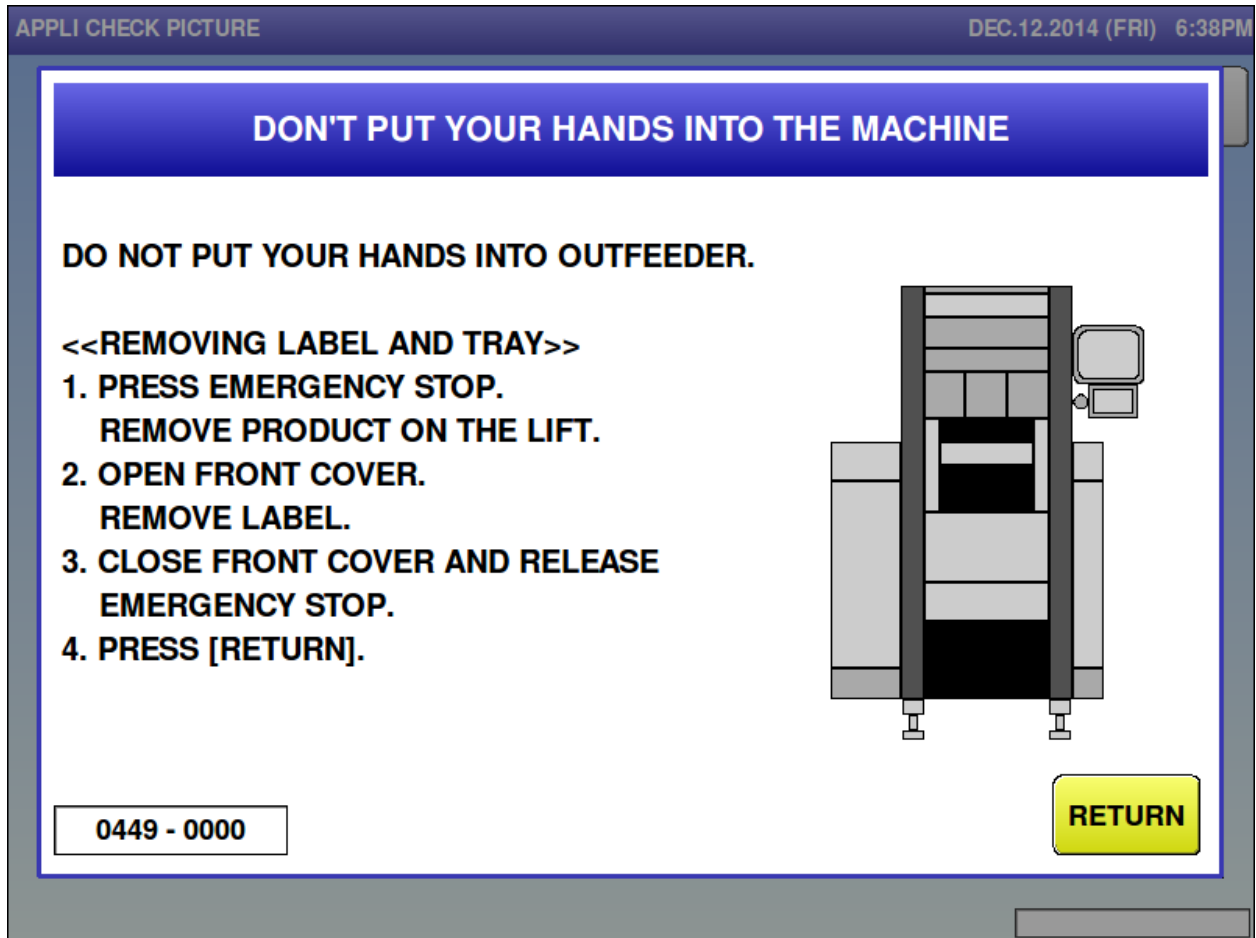 APPLI CHECK PICTURE
DEC.12.2014 (FRI) 6:38PM
DON'T PUT YOUR HANDS INTO THE MACHINE
DO NOT PUT YOUR HANDS INTO OUTFEEDER.
<<REMOVING LABEL AND TRAY>>
1. PRESS EMERGENCY STOP.
REMOVE PRODUCT ON THE LIFT.
2. OPEN FRONT COVER.
REMOVE LABEL.
3. CLOSE FRONT COVER AND RELEASE
EMERGENCY STOP.
4. PRESS [RETURN].
0449 - 0000
RETURN